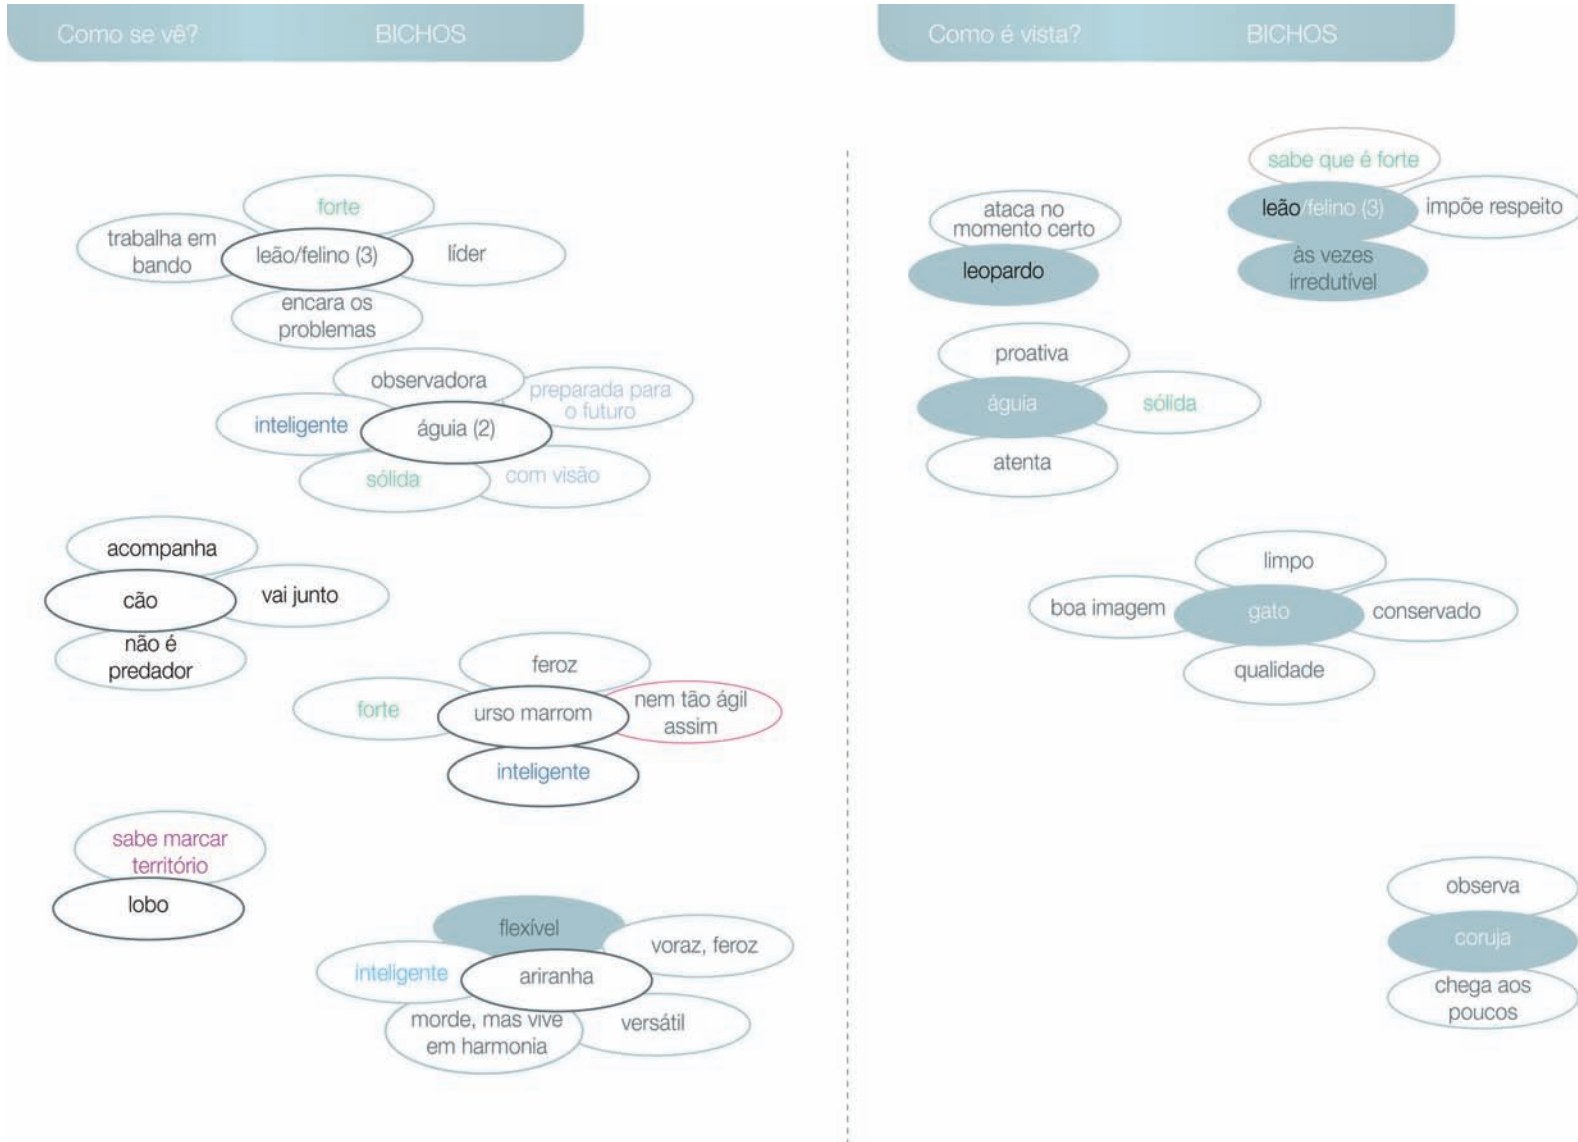 Como se vê? BICHOS
forte
trabalha em
bando
leão/felino (3)
líder
encara os
problemas
observadora
preparada para
o futuro
inteligente
águia (2)
sólida
com visão
acompanha
cão
vai junto
não é
predador
feroz
forte
urso marrom
nem tão ágil
assim
inteligente
sabe marcar
território
lobo
flexível
voraz, feroz
inteligente
ariranha
morde, mas vive
em harmonia
versátil
Como é vista? BICHOS
sabe que é forte
leão/felino (3)
impõe respeito
às vezes
irredutível
ataca no
momento certo
leopardo
proativa
águia
sólida
atenta
limpo
boa imagem
gato
conservado
qualidade
observa
coruja
chega aos
poucos